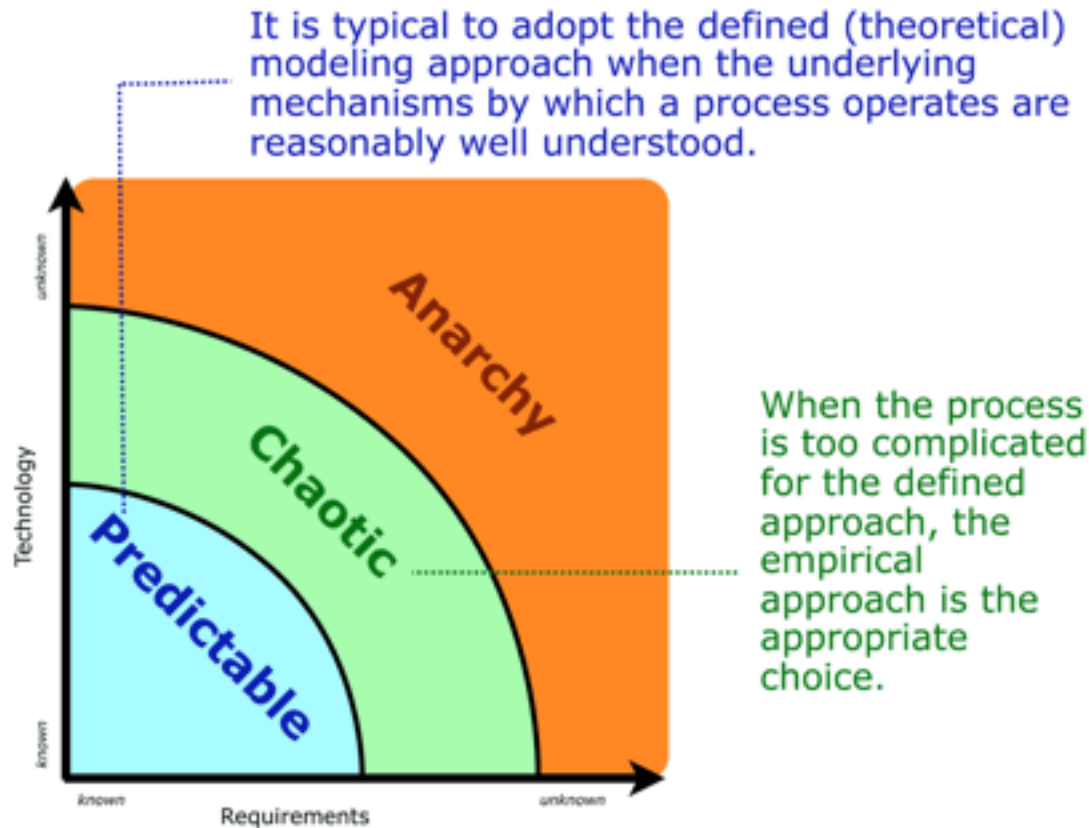 It is typical to adopt the defined (theoretical)
modeling approach when the underlying
mechanisms by which a process operates are
reasonably well understood.
unknown
Anarchy
Chaotic
Predictable
When the process
is too complicated
for the defined
approach, the
empirical
approach is the
appropriate
choice.
Technology
known
known
unknown
Requirements